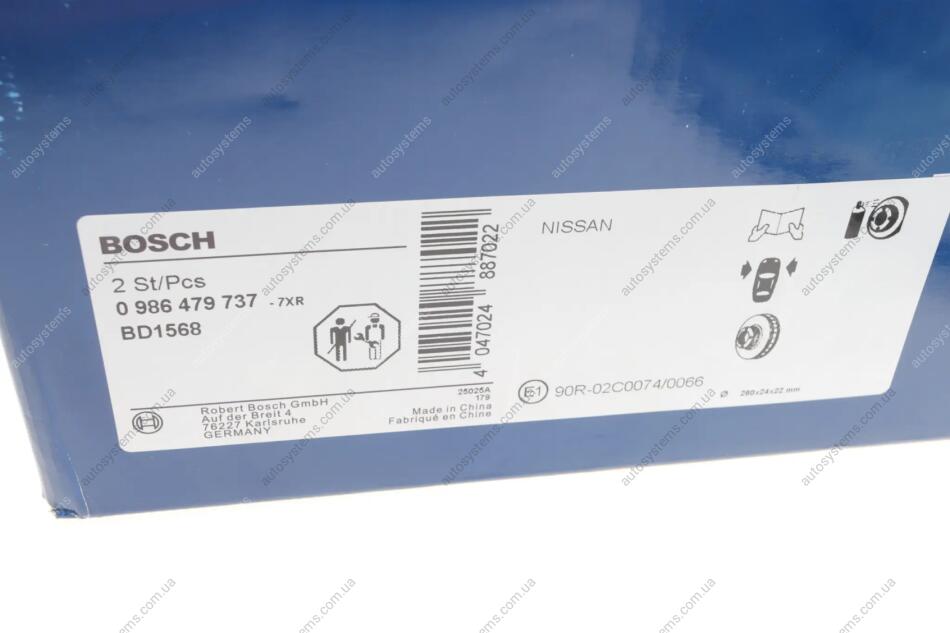 BOSCH
2 St/Pcs
0 986 479 737 - 7XR
BD1568
4 047024 887022
25025A
179
Robert Bosch GmbH
Auf der Breit 4
76227 Karlsruhe
GERMANY
Made in China
Fabriqué en Chine
NISSAN
E1 90R-02C0074/0066
Ø 280x24x22 mm
autosystems.com.ua